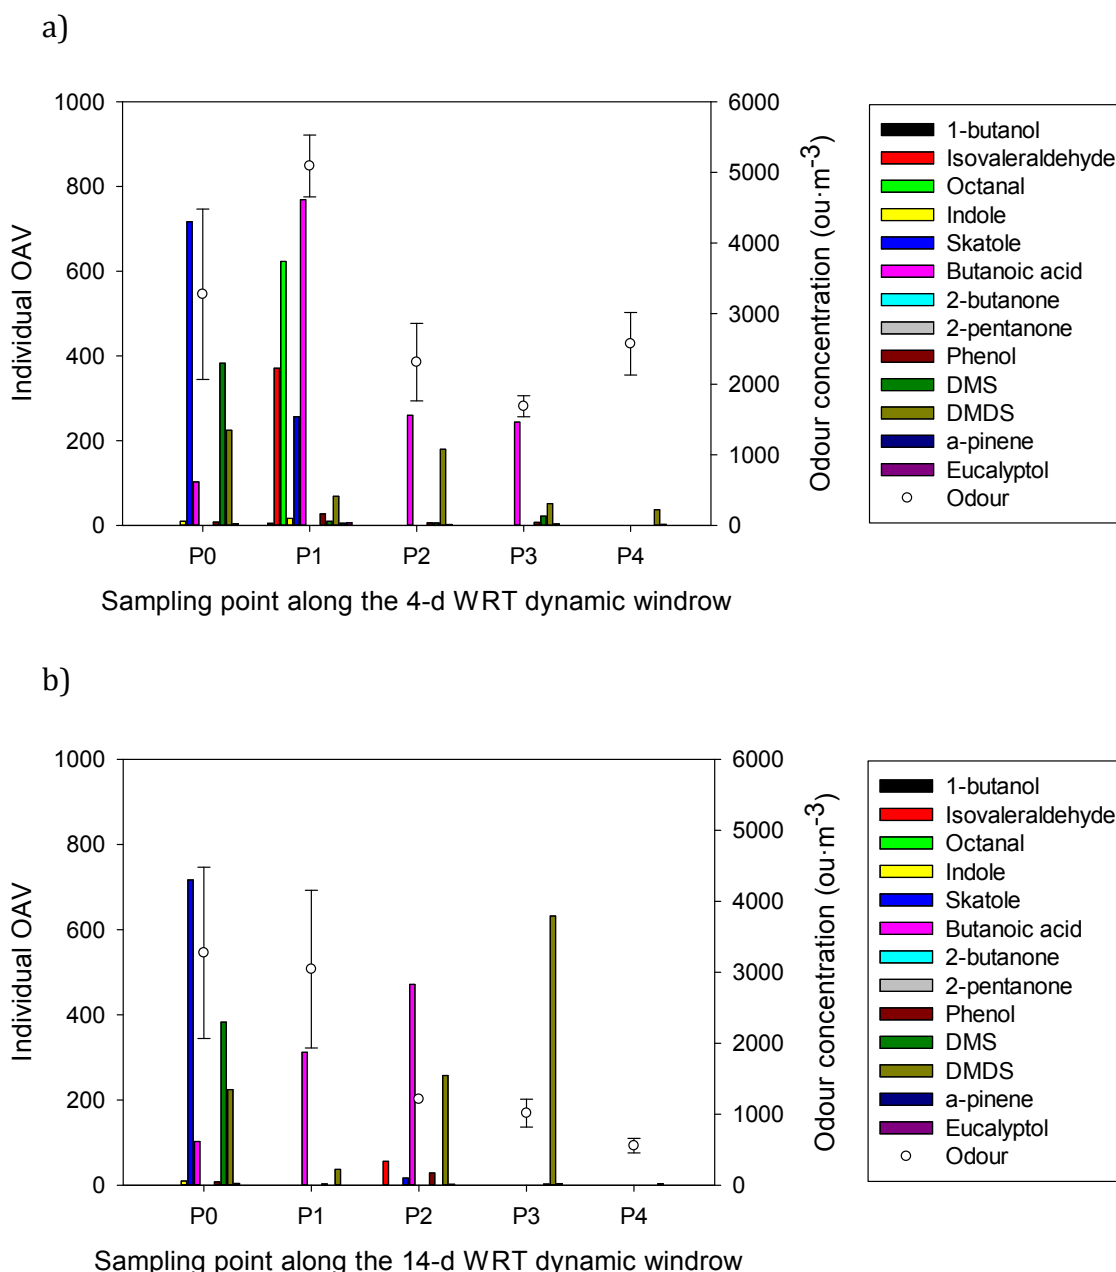 a)
1000
800
600
400
200
0
Individual OAV
6000
5000
4000
3000
2000
1000
0
Odour concentration (ou·m-3)
P0 P1 P2 P3 P4
Sampling point along the 4-d WRT dynamic windrow
1-butanol
Isovaleraldehyde
Octanal
Indole
Skatole
Butanoic acid
2-butanone
2-pentanone
Phenol
DMS
DMDS
a-pinene
Eucalyptol
Odour
b)
1000
800
600
400
200
0
Individual OAV
6000
5000
4000
3000
2000
1000
0
Odour concentration (ou·m-3)
P0 P1 P2 P3 P4
Sampling point along the 14-d WRT dynamic windrow
1-butanol
Isovaleraldehyde
Octanal
Indole
Skatole
Butanoic acid
2-butanone
2-pentanone
Phenol
DMS
DMDS
a-pinene
Eucalyptol
Odour